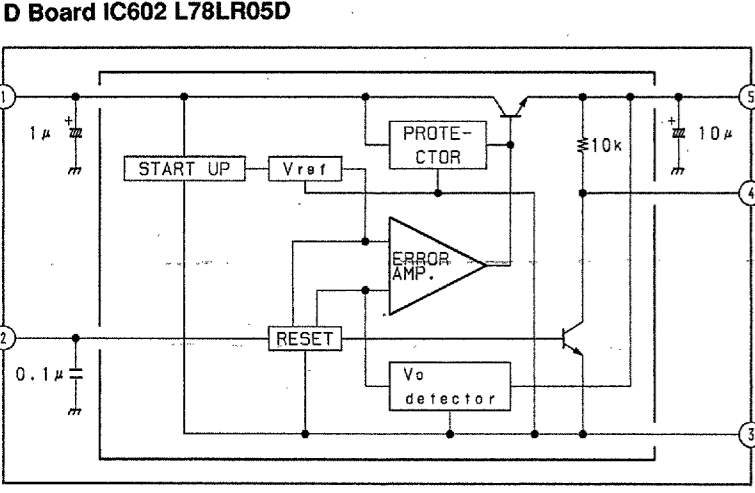 D Board IC602 L78LR05D
1
5
1µ
+
PROTE-
CTOR
10k
+
10µ
START UP
Vref
4
ERROR
AMP.
2
RESET
0.1µ
Vo
detector
3